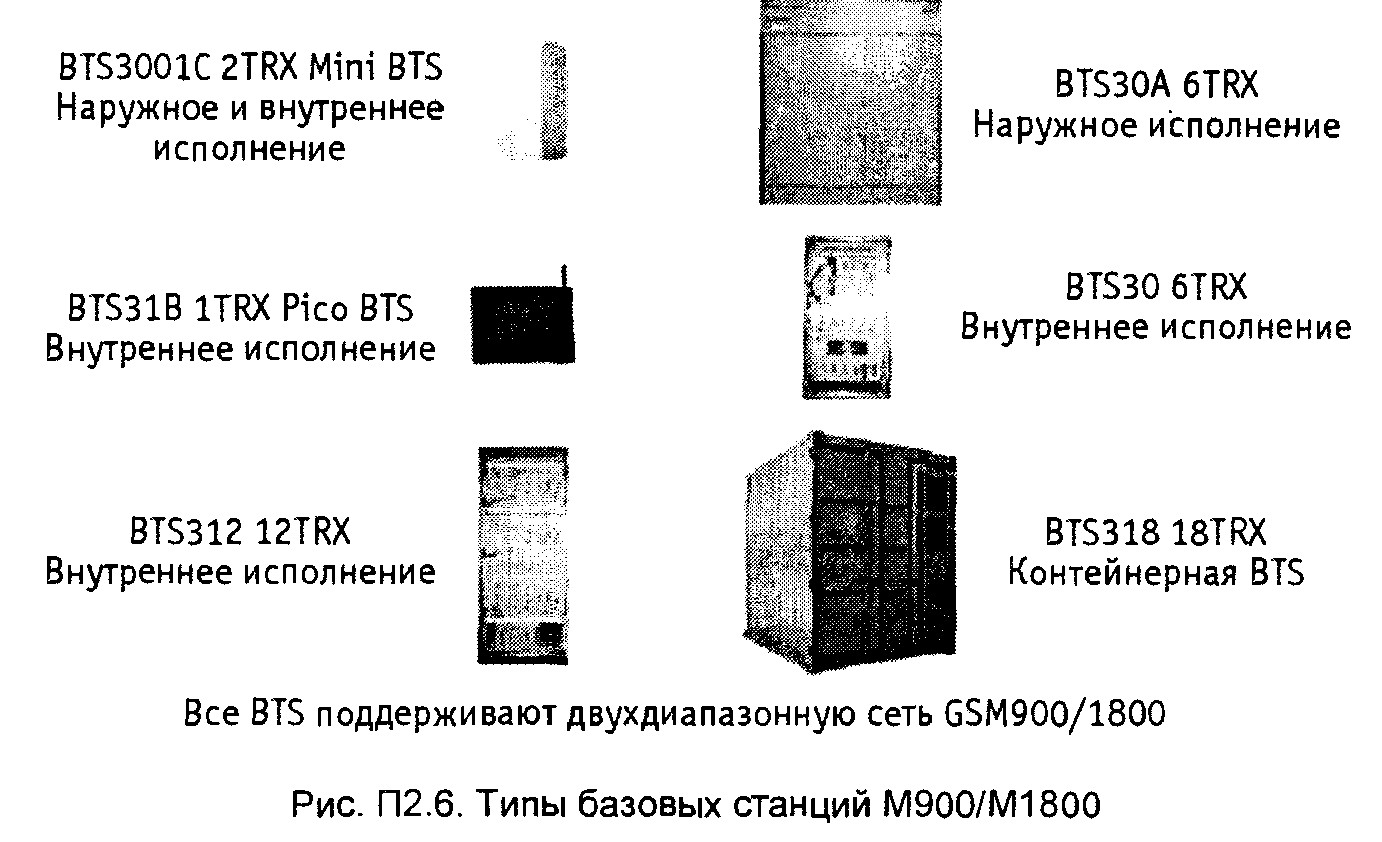 BTS3001C 2TRX Mini BTS
Наружное и внутреннее
исполнение
BTS30A 6TRX
Наружное исполнение
BTS31B 1TRX Pico BTS
Внутреннее исполнение
BTS30 6TRX
Внутреннее исполнение
BTS312 12TRX
Внутреннее исполнение
BTS318 18TRX
Контейнерная BTS
Все BTS поддерживают двухдиапазонную сеть GSM900/1800
Рис. П2.6. Типы базовых станций M900/M1800